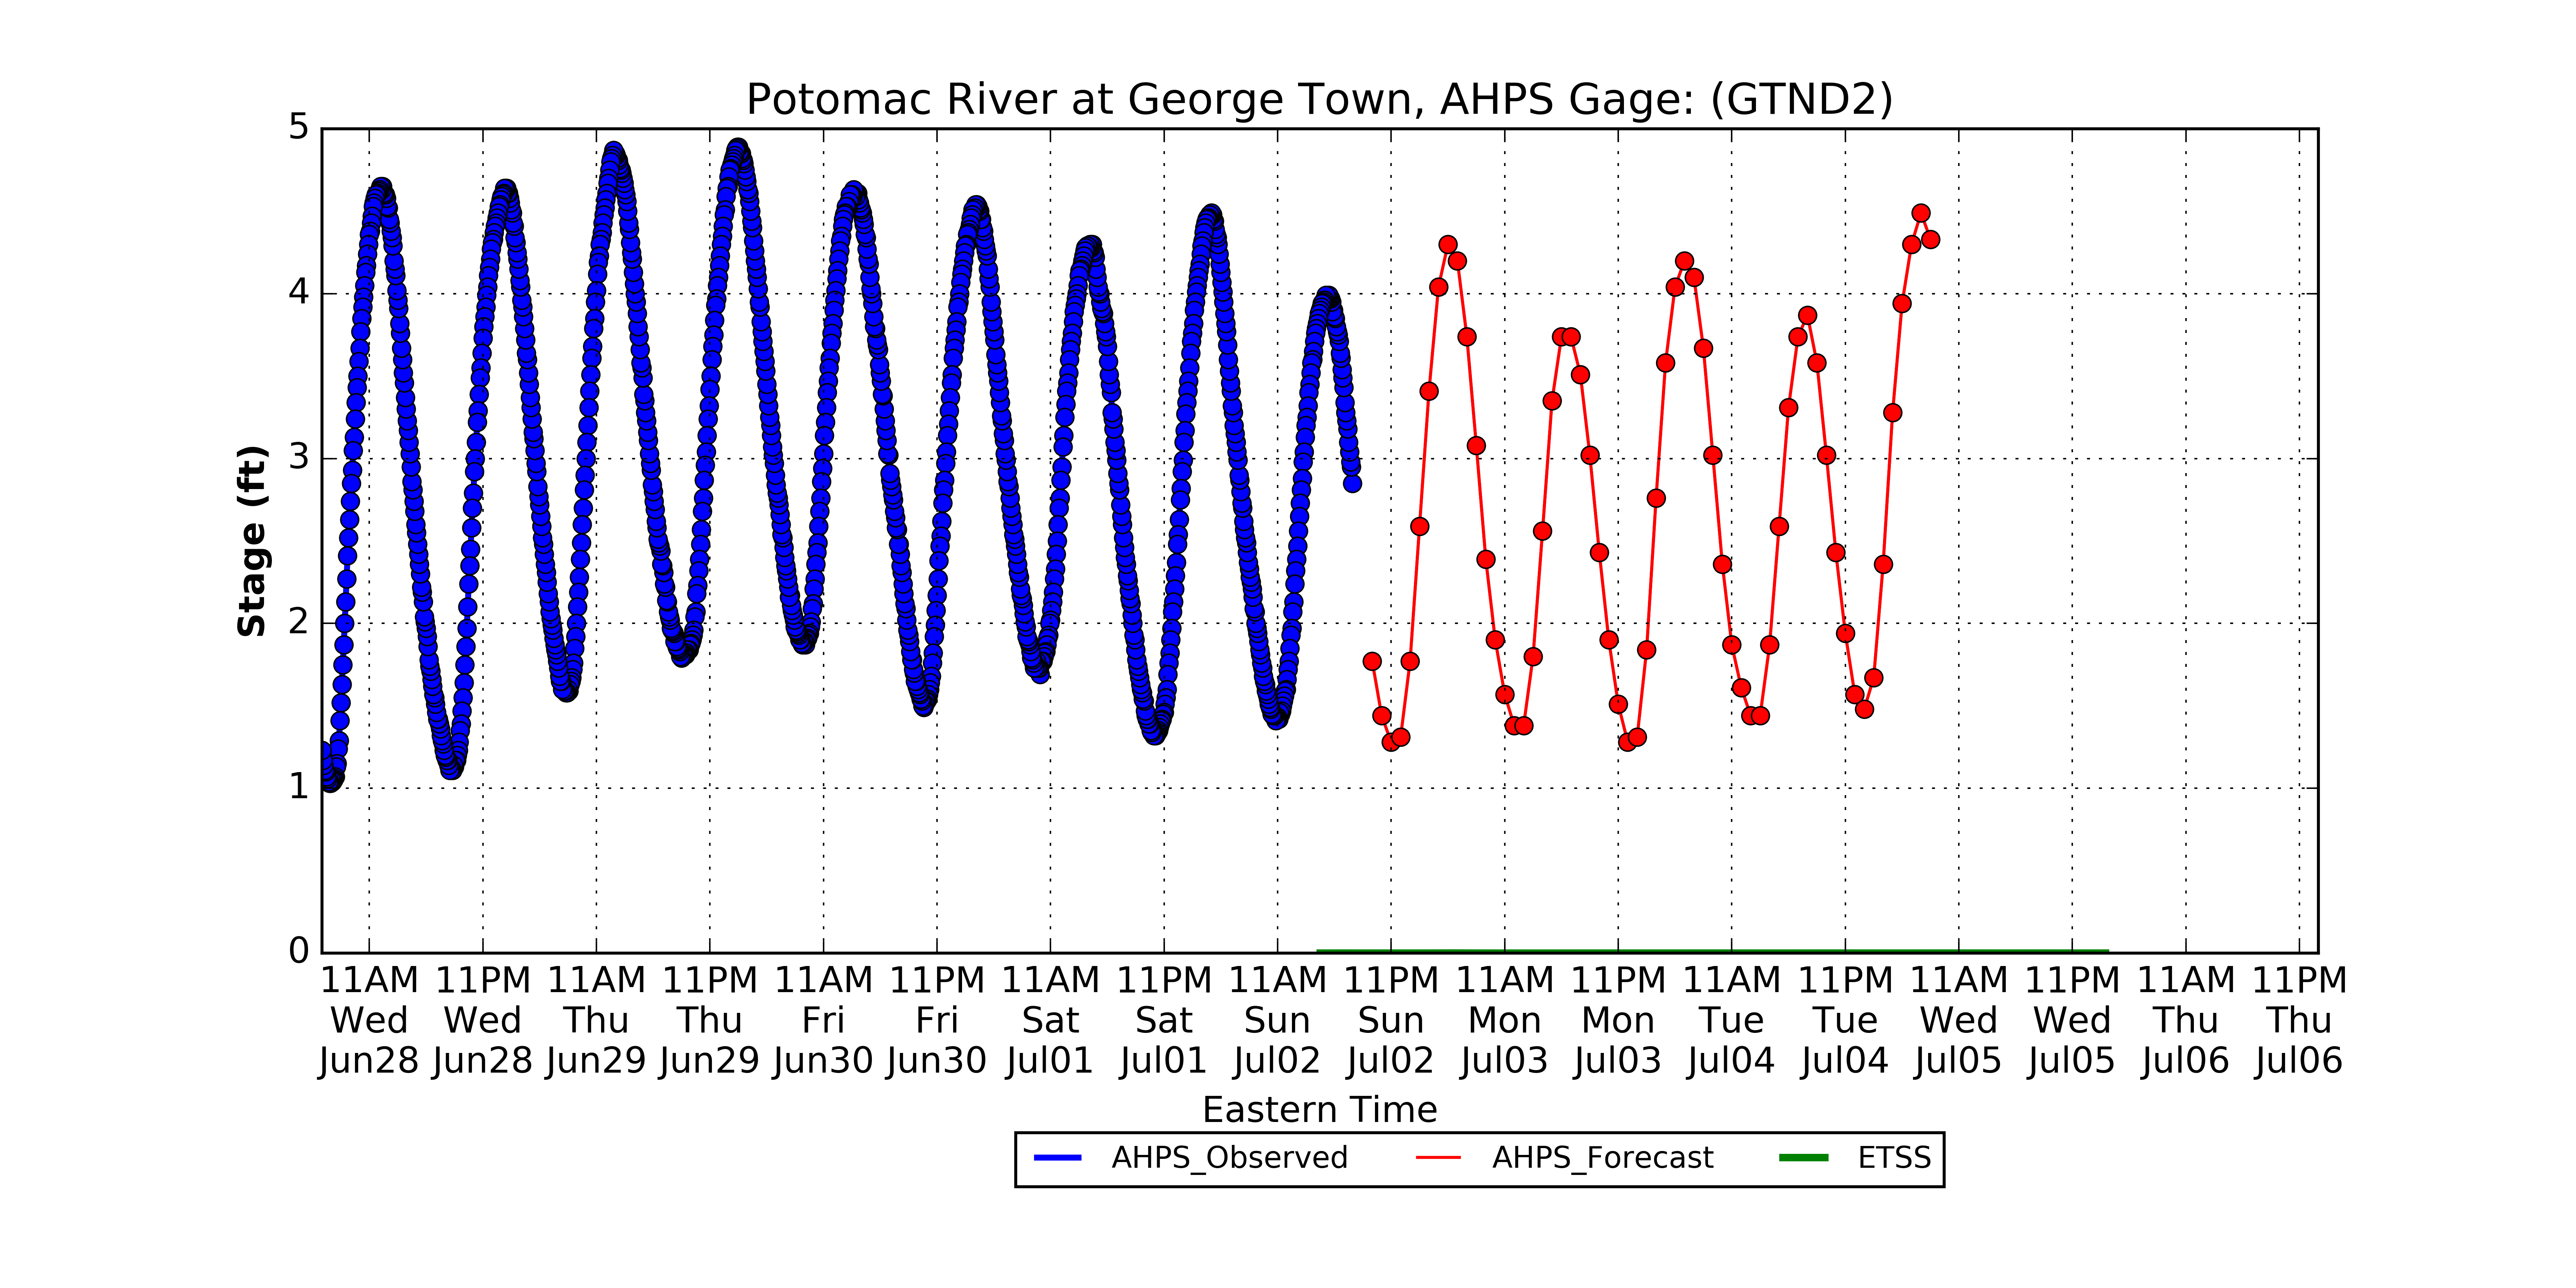 Potomac River at George Town, AHPS Gage: (GTND2)
5
4
3
2
1
0
Stage (ft)
11AM 11PM 11AM 11PM 11AM 11PM 11AM 11PM 11AM 11PM 11AM 11PM 11AM 11PM 11AM 11PM 11AM 11PM
Wed Wed Thu Thu Fri Fri Sat Sat Sun Sun Mon Mon Tue Tue Wed Wed Thu Thu
Jun28 Jun28 Jun29 Jun29 Jun30 Jun30 Jul01 Jul01 Jul02 Jul02 Jul03 Jul03 Jul04 Jul04 Jul05 Jul05 Jul06 Jul06
Eastern Time
AHPS_Observed AHPS_Forecast ETSS